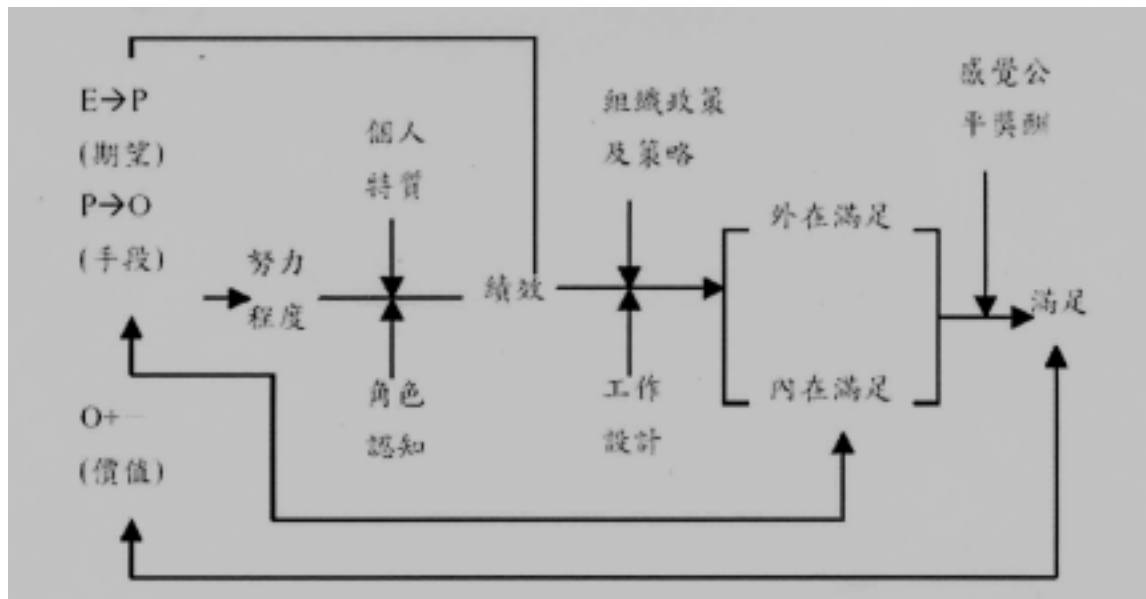 E→P
(期望)
P→O
(手段)
O+−
(價值)
努力
程度
個人
特質
角色
認知
績效
組織政策
及策略
工作
設計
外在滿足
內在滿足
感覺公
平獎酬
滿足